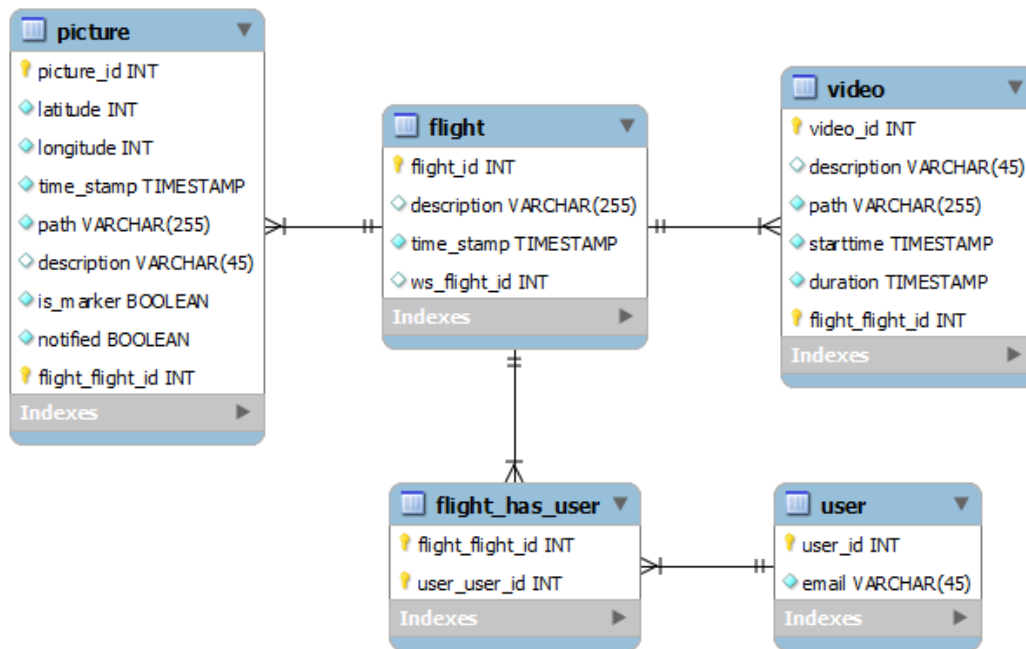 picture
picture_id INT
latitude INT
longitude INT
time_stamp TIMESTAMP
path VARCHAR(255)
description VARCHAR(45)
is_marker BOOLEAN
notified BOOLEAN
flight_flight_id INT
Indexes
flight
flight_id INT
description VARCHAR(255)
time_stamp TIMESTAMP
ws_flight_id INT
Indexes
video
video_id INT
description VARCHAR(45)
path VARCHAR(255)
starttime TIMESTAMP
duration TIMESTAMP
flight_flight_id INT
Indexes
flight_has_user
flight_flight_id INT
user_user_id INT
Indexes
user
user_id INT
email VARCHAR(45)
Indexes